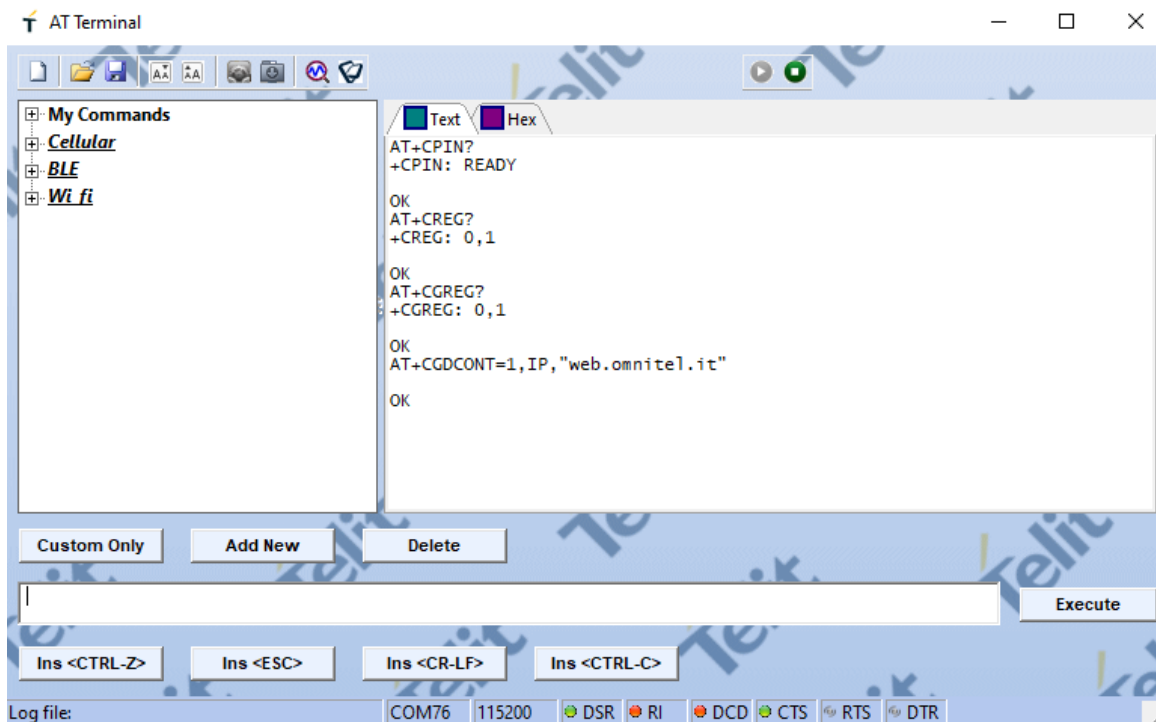 AT Terminal
My Commands
Cellular
BLE
Wi fi
Text Hex
AT+CPIN?
+CPIN: READY
OK
AT+CREG?
+CREG: 0,1
OK
AT+CGREG?
+CGREG: 0,1
OK
AT+CGDCONT=1,IP,"web.omnitel.it"
OK
Custom Only Add New Delete
Execute
Ins <CTRL-Z> Ins <ESC> Ins <CR-LF> Ins <CTRL-C>
Log file: COM76 115200 DSR RI DCD CTS RTS DTR
Telit